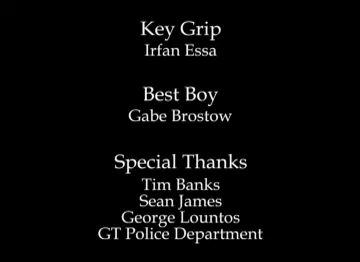 Key Grip
Irfan Essa
Best Boy
Gabe Brostow
Special Thanks
Tim Banks
Sean James
George Lountos
GT Police Department